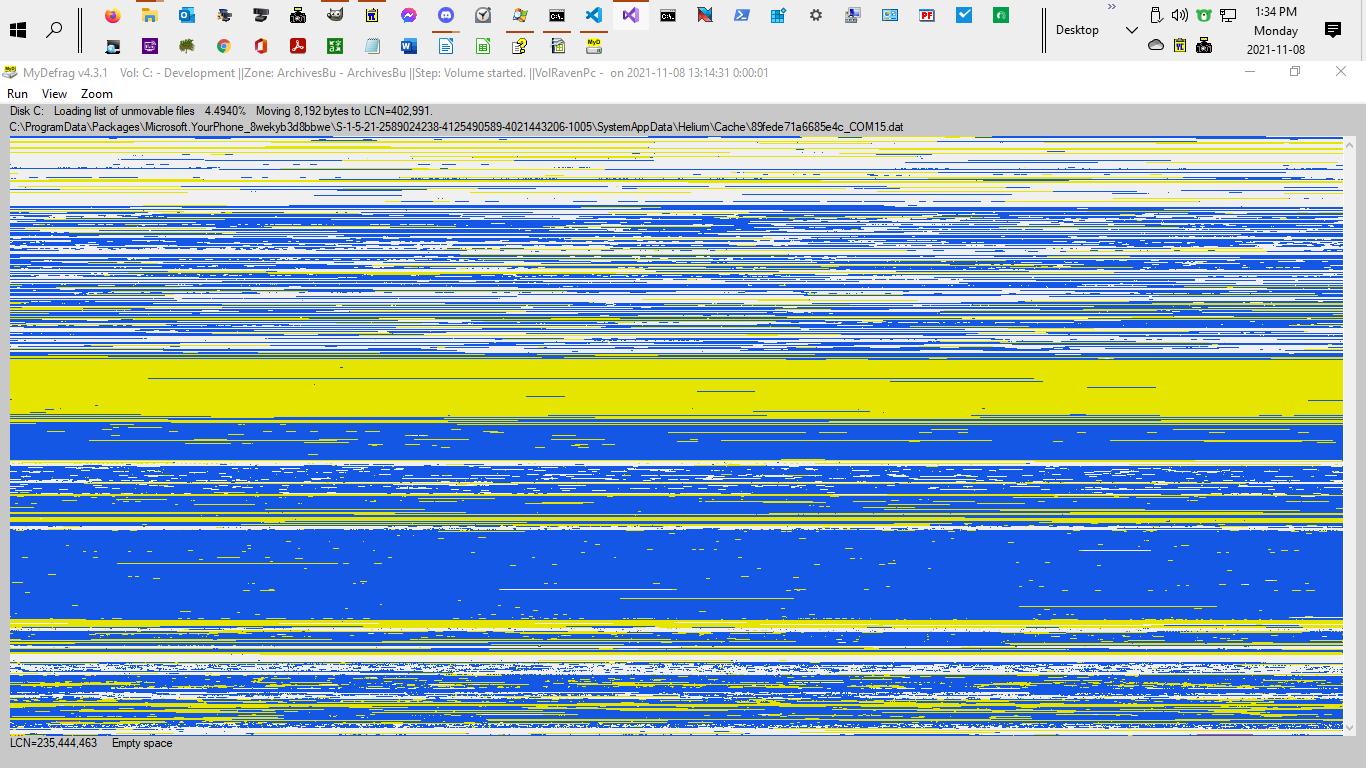 1:34 PM
Desktop
Monday
2021-11-08
MyDefrag v4.3.1 Vol: C: - Development ||Zone: ArchivesBu - ArchivesBu ||Step: Volume started. ||VolRavenPc - on 2021-11-08 13:14:31 0:00:01
Run View Zoom
Disk C: Loading list of unmovable files 4.4940% Moving 8,192 bytes to LCN=402,991.
C:\ProgramData\Packages\Microsoft.YourPhone_8wekyb3d8bbwe\S-1-5-21-2589024238-4125490589-4021443206-1005\SystemAppData\Helium\Cache\89fede71a6685e4c_COM15.dat
LCN=235,444,463 Empty space